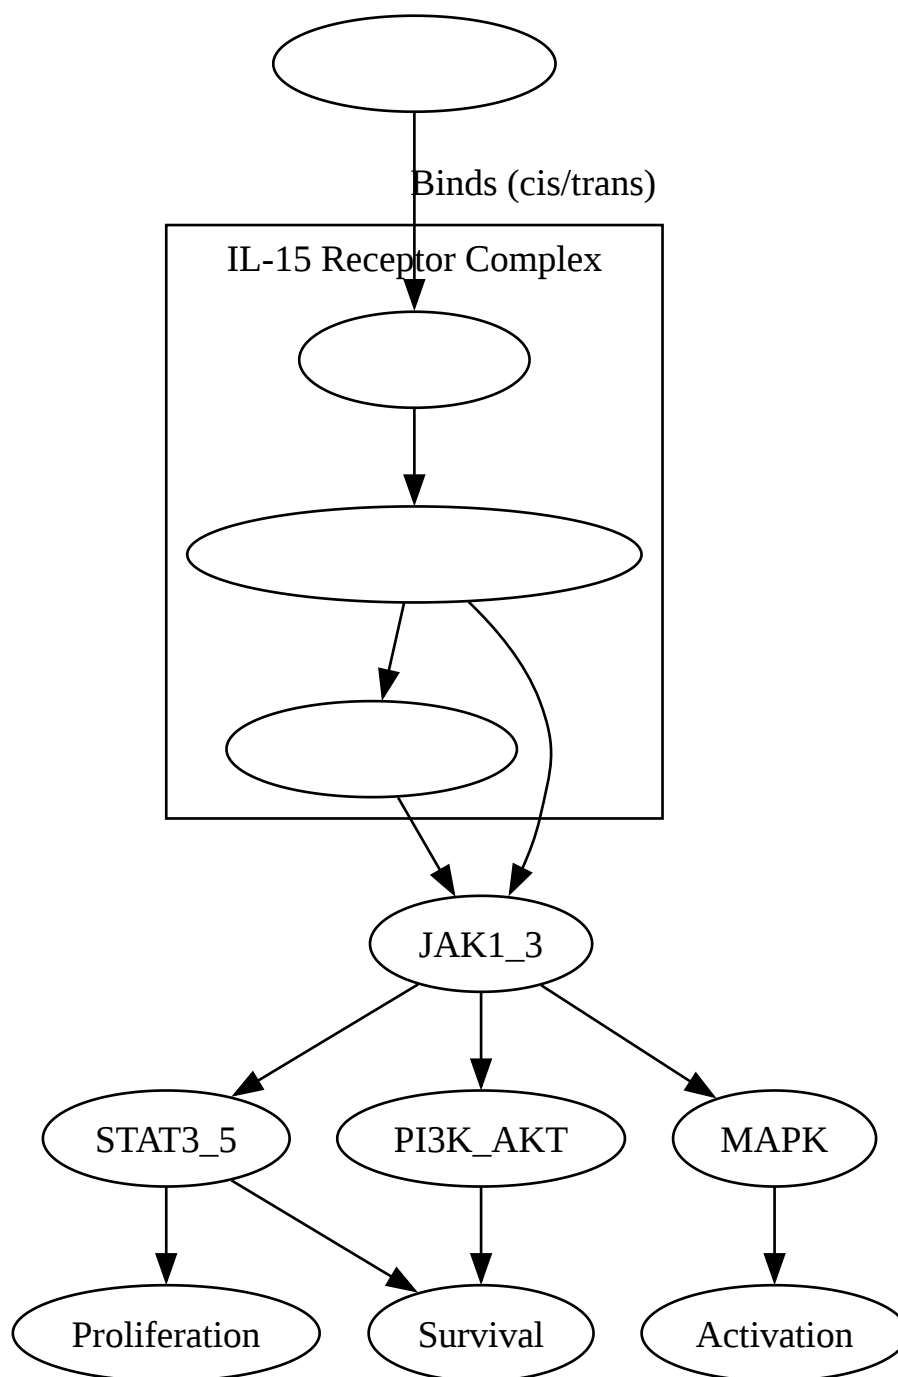 Binds (cis/trans)
IL-15 Receptor Complex
JAK1_3
STAT3_5
PI3K_AKT
MAPK
Proliferation
Survival
Activation